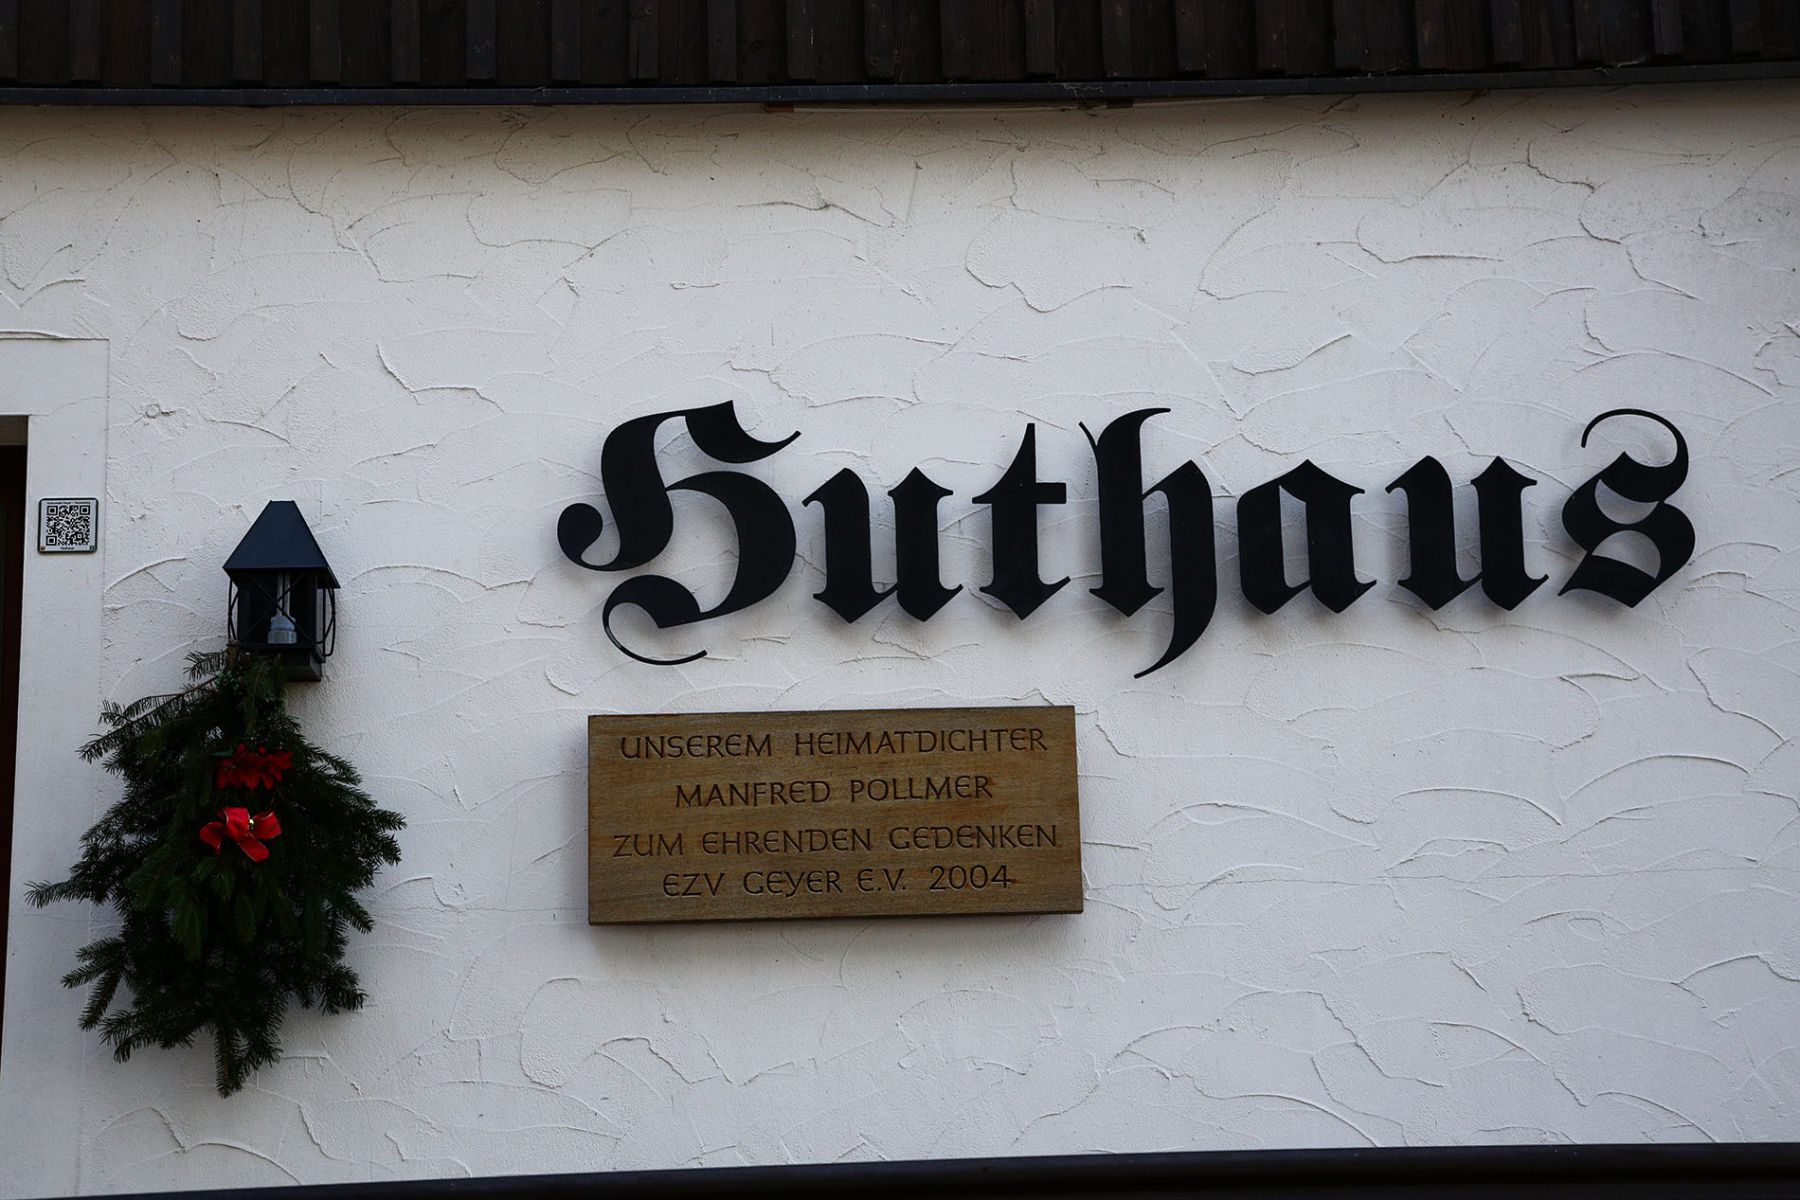 Huthaus
UNSEREM HEIMATDICHTER
MANFRED POLLMER
ZUM EHRENDEN GEDENKEN
EZV GEYER E.V. 2004